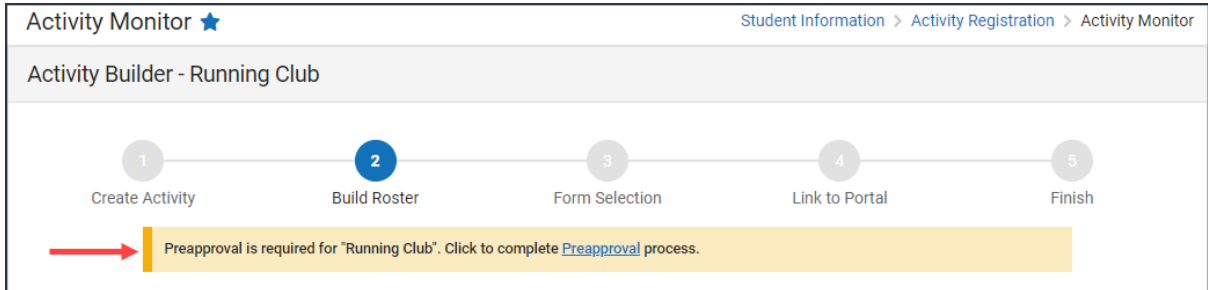 Activity Monitor
Student Information > Activity Registration > Activity Monitor
Activity Builder - Running Club
1
2
3
4
5
Create Activity
Build Roster
Form Selection
Link to Portal
Finish
Preapproval is required for "Running Club". Click to complete Preapproval process.